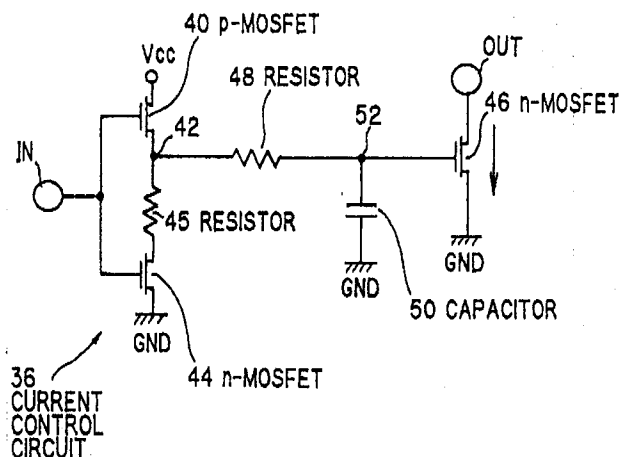 40 p-MOSFET
Vcc
48 RESISTOR
OUT
46 n-MOSFET
42
52
IN
45 RESISTOR
GND
GND
GND
50 CAPACITOR
44 n-MOSFET
36
CURRENT
CONTROL
CIRCUIT